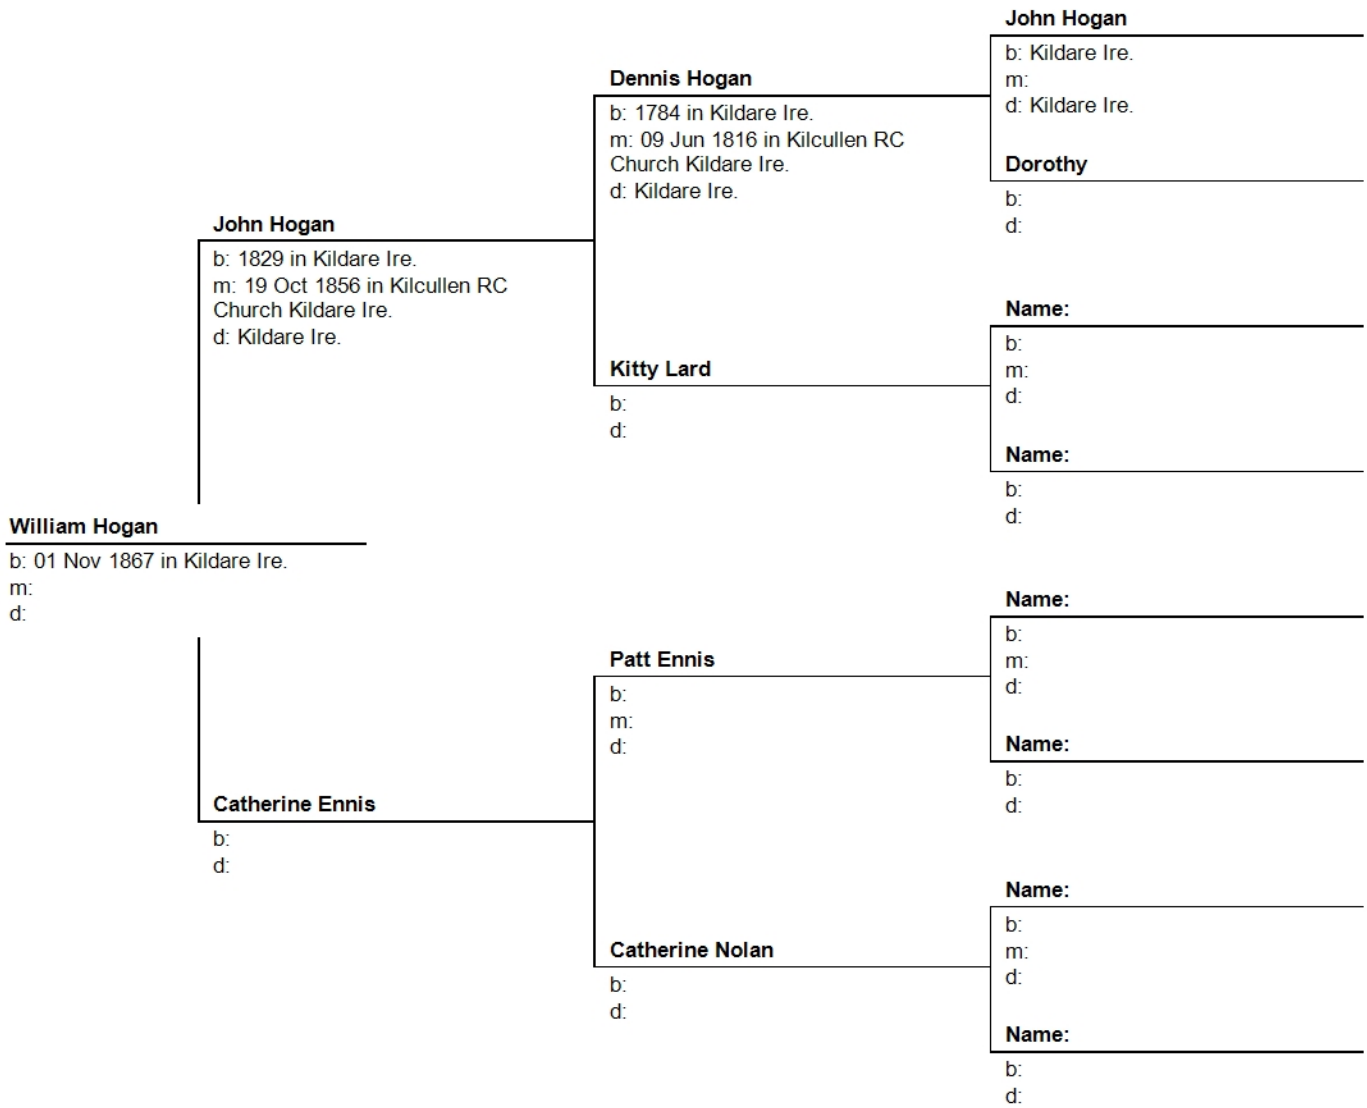 John Hogan
b: Kildare Ire.
m:
d: Kildare Ire.
Dennis Hogan
b: 1784 in Kildare Ire.
m: 09 Jun 1816 in Kilcullen RC
Church Kildare Ire.
d: Kildare Ire.
Dorothy
b:
d:
John Hogan
b: 1829 in Kildare Ire.
m: 19 Oct 1856 in Kilcullen RC
Church Kildare Ire.
d: Kildare Ire.
Name:
b:
m:
d:
Kitty Lard
b:
d:
Name:
b:
d:
William Hogan
b: 01 Nov 1867 in Kildare Ire.
m:
d:
Name:
b:
m:
d:
Patt Ennis
b:
m:
d:
Name:
b:
d:
Catherine Ennis
b:
d:
Name:
b:
m:
d:
Catherine Nolan
b:
d:
Name:
b:
d: